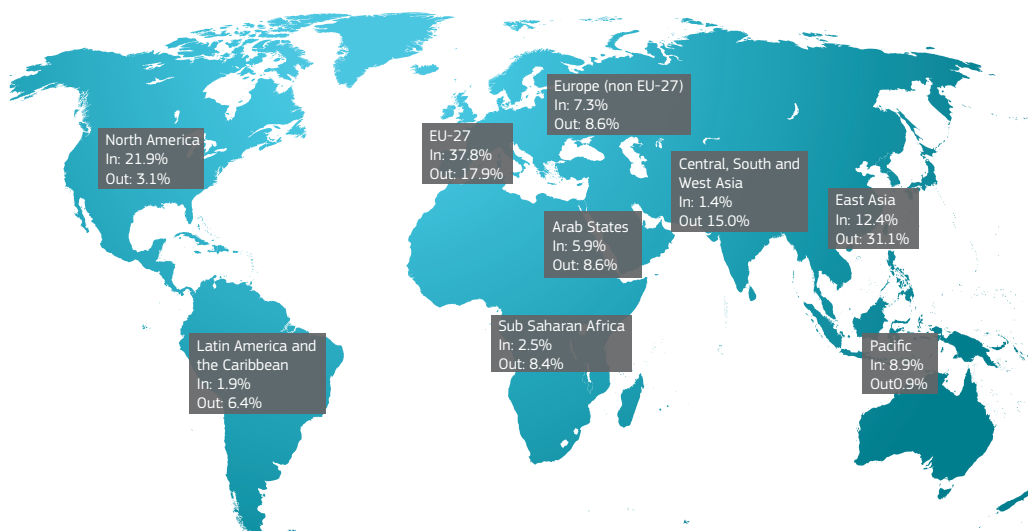 Europe (non EU-27)
In: 7.3%
Out: 8.6%
North America
In: 21.9%
Out: 3.1%
EU-27
In: 37.8%
Out: 17.9%
Central, South and
West Asia
In: 1.4%
Out 15.0%
East Asia
In: 12.4%
Out: 31.1%
Arab States
In: 5.9%
Out: 8.6%
Sub Saharan Africa
In: 2.5%
Out: 8.4%
Latin America and
the Caribbean
In: 1.9%
Out: 6.4%
Pacific
In: 8.9%
Out0.9%